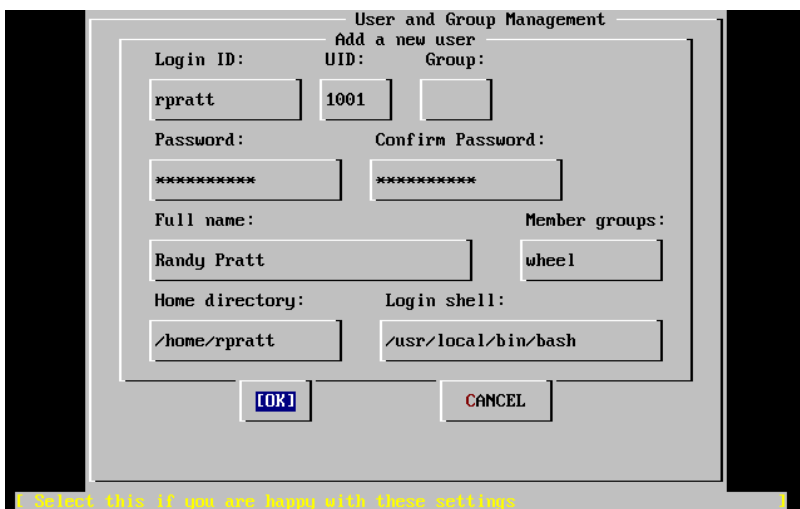 User and Group Management
Add a new user
Login ID: UID: Group:
rpratt 1001
Password: Confirm Password:
********** **********
Full name: Member groups:
Randy Pratt wheel
Home directory: Login shell:
/home/rpratt /usr/local/bin/bash
[OK] CANCEL
[ Select this if you are happy with these settings ]